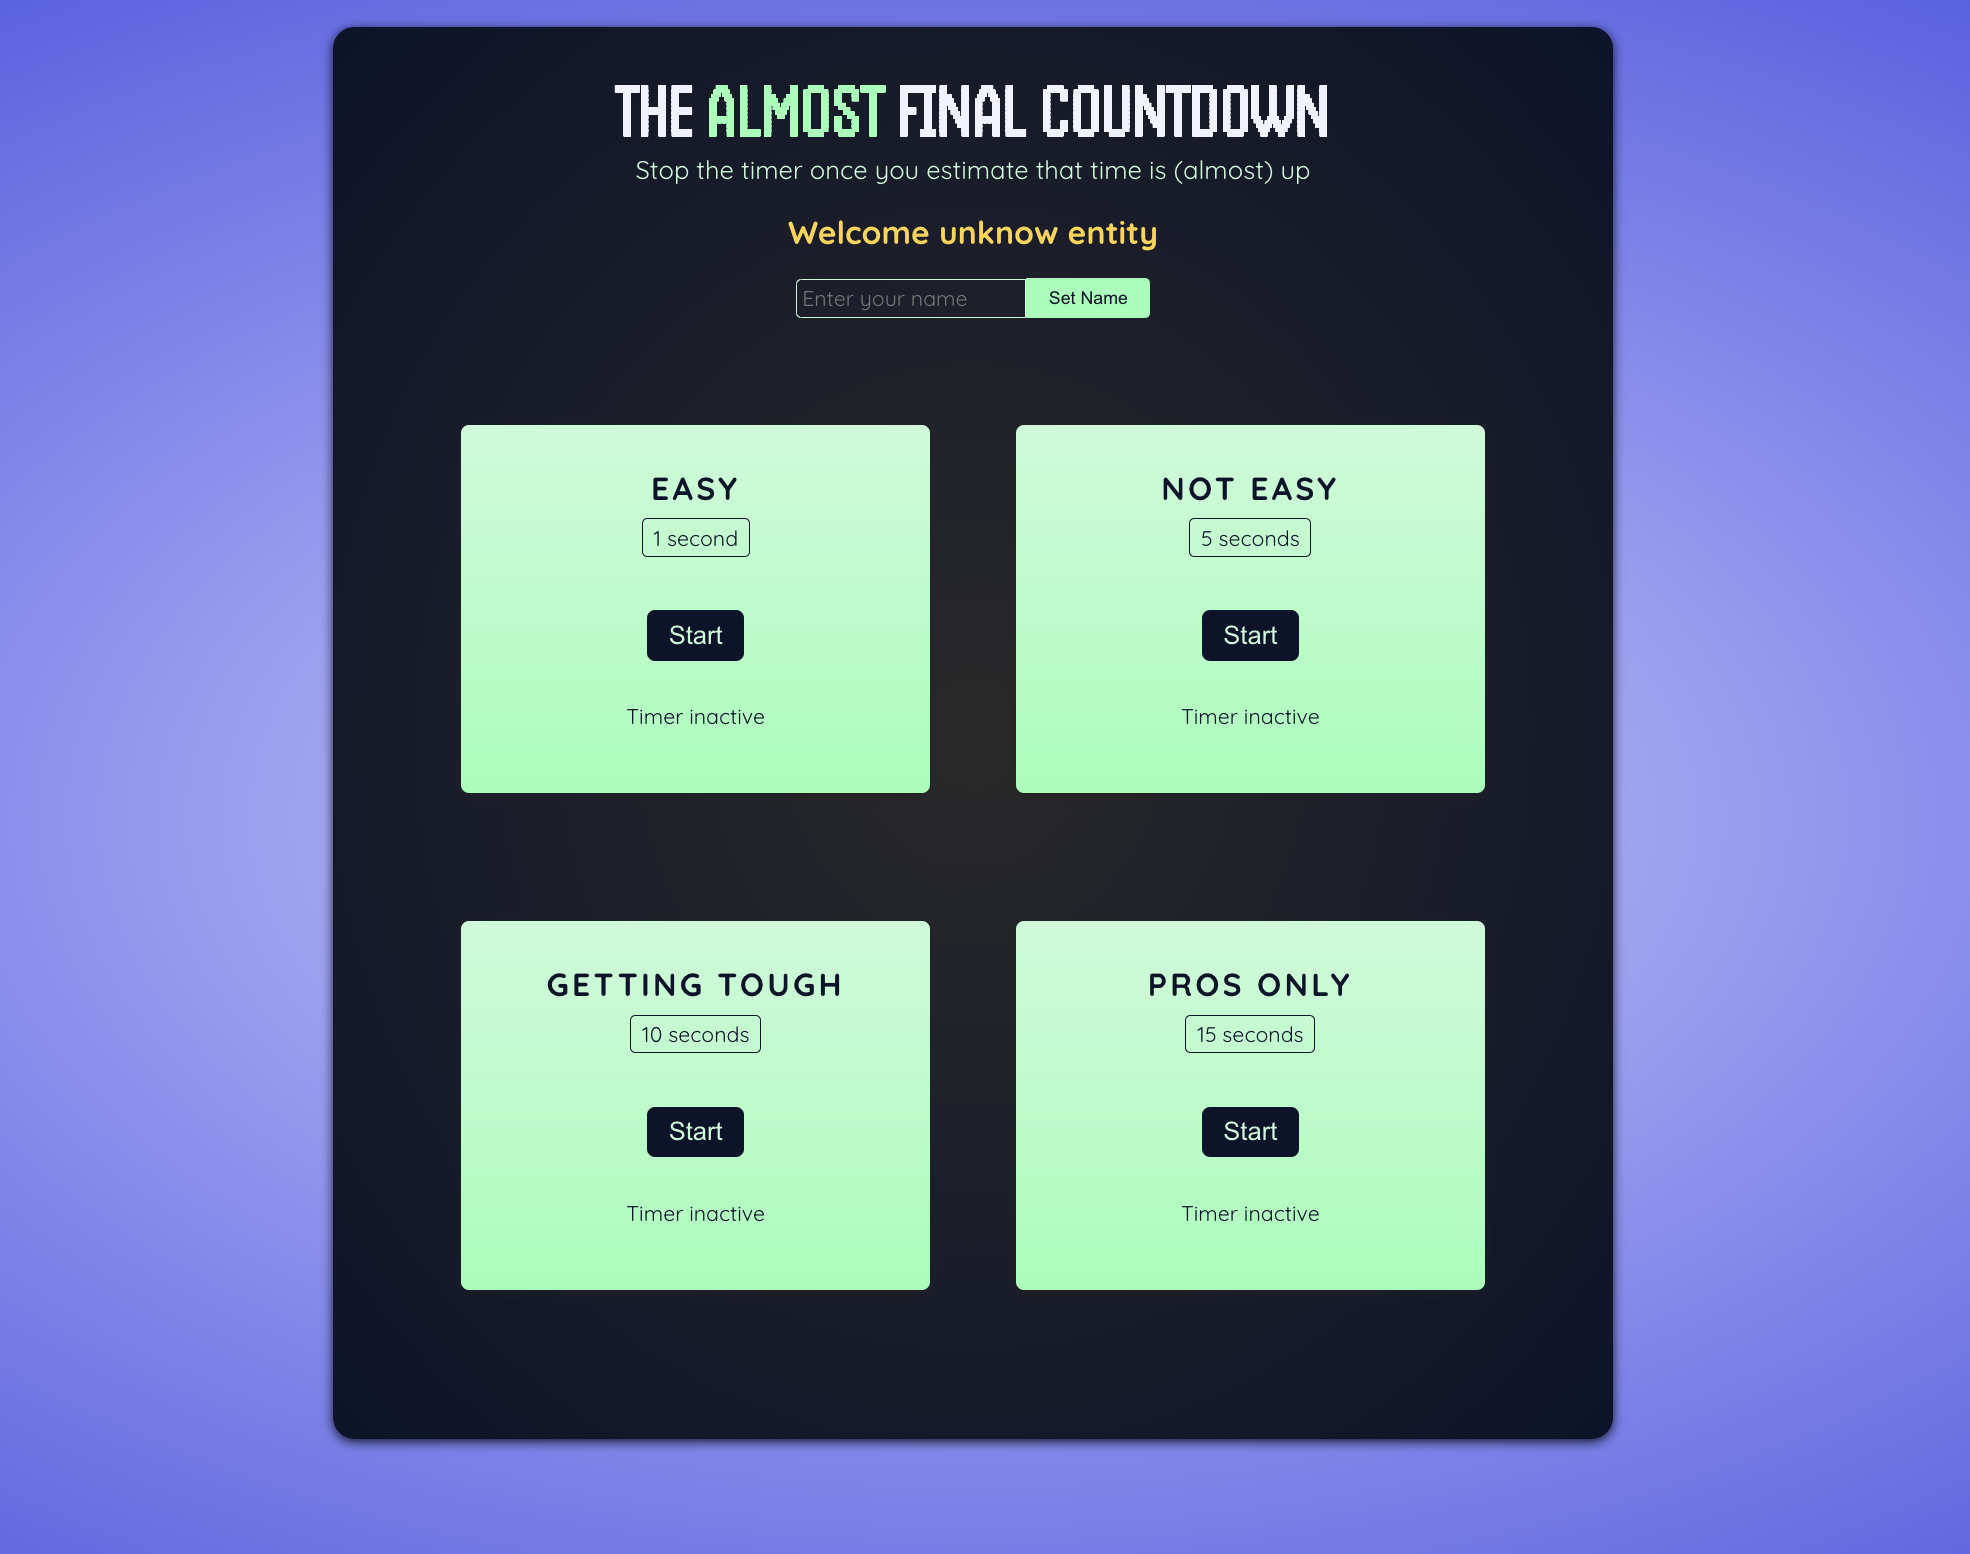 THE ALMOST FINAL COUNTDOWN
Stop the timer once you estimate that time is (almost) up
Welcome unknow entity
Enter your name
Set Name
EASY
1 second
Start
Timer inactive
NOT EASY
5 seconds
Start
Timer inactive
GETTING TOUGH
10 seconds
Start
Timer inactive
PROS ONLY
15 seconds
Start
Timer inactive